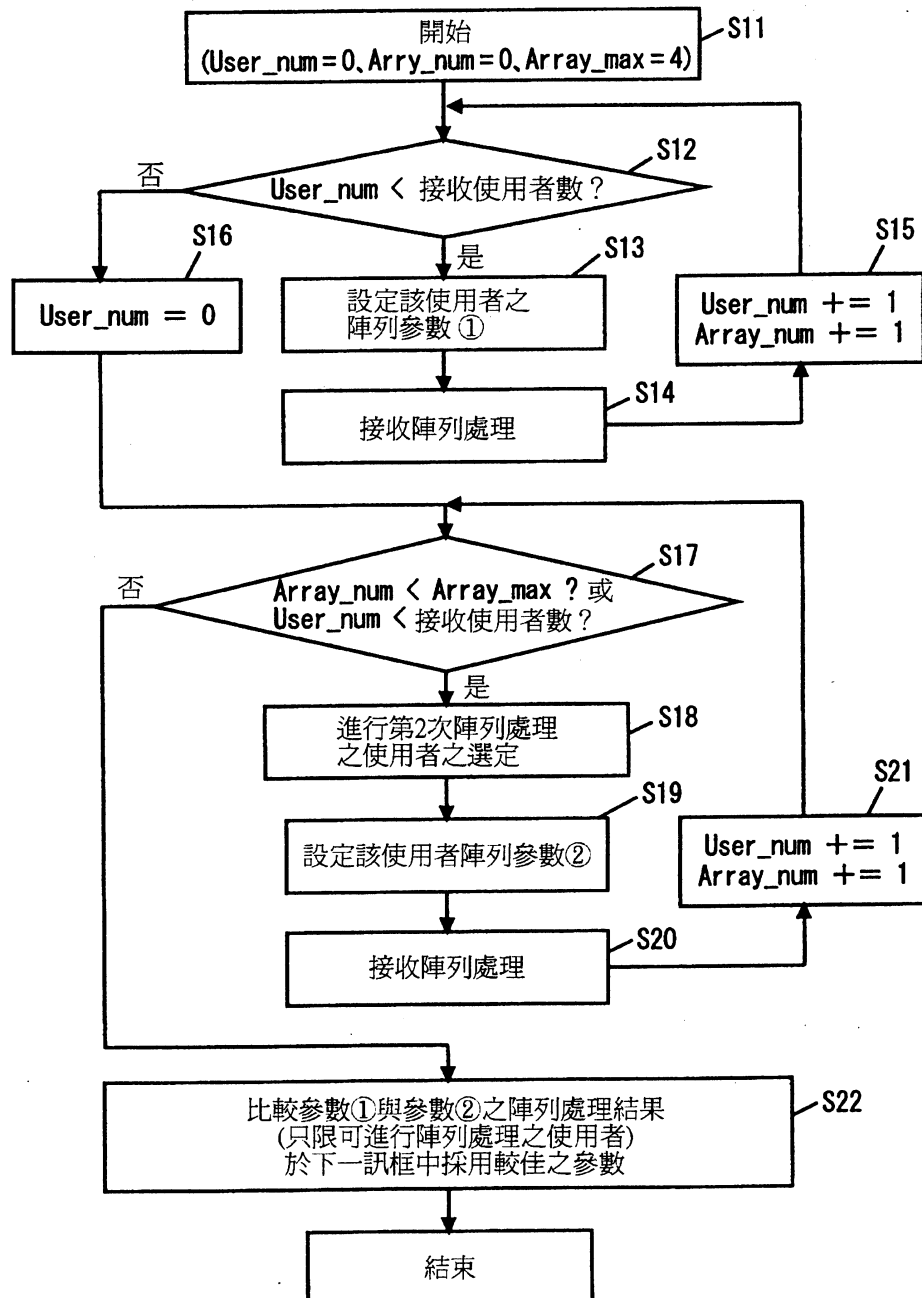 開始
(User_num=0、Arry_num=0、Array_max=4)
S11
S12
否
User_num < 接收使用者數？
S16
是
S13
S15
User_num = 0
設定該使用者之
陣列參數①
User_num += 1
Array_num += 1
S14
接收陣列處理
S17
否
Array_num < Array_max ? 或
User_num < 接收使用者數？
是
進行第2次陣列處理
之使用者之選定
S18
S19
S21
設定該使用者陣列參數②
User_num += 1
Array_num += 1
S20
接收陣列處理
比較參數①與參數②之陣列處理結果
(只限可進行陣列處理之使用者)
於下一訊框中採用較佳之參數
S22
結束